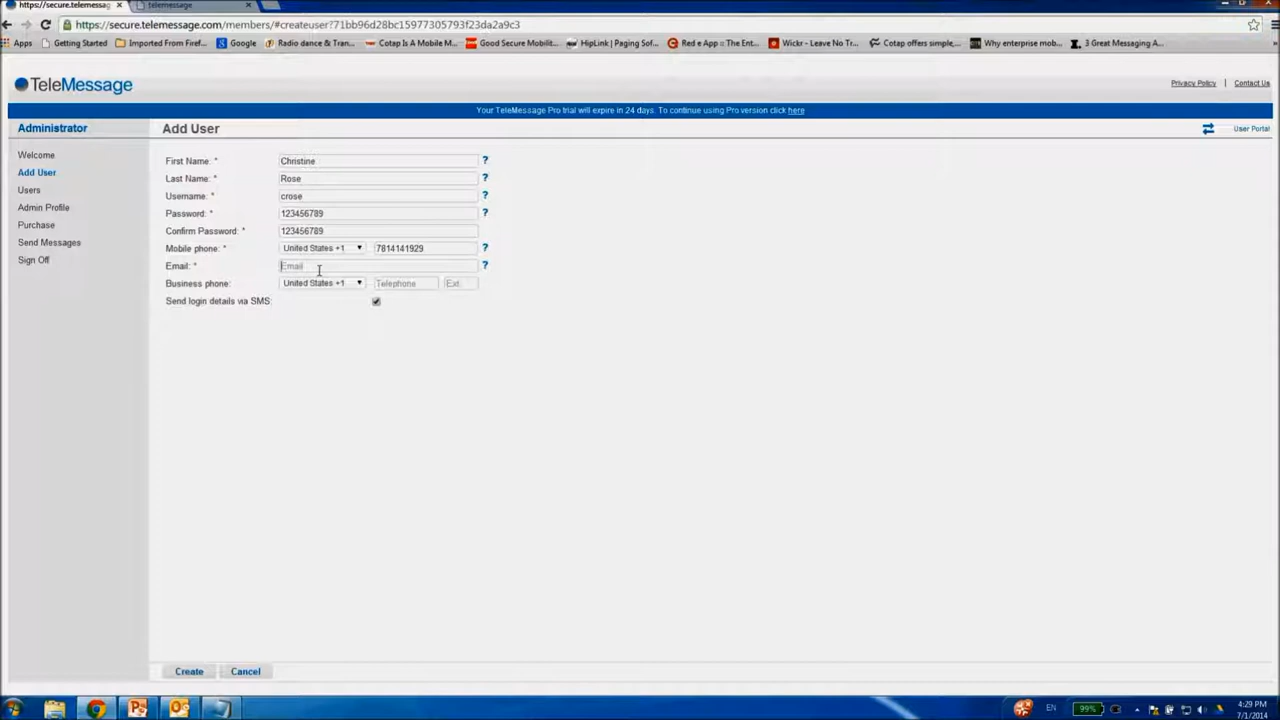 https://secure.telemessag × telemessage ×
https://secure.telemessage.com/members/#createuser?71bb96d28bc15977305793f23da2a9c3
Apps Getting Started Imported From Firef... Google Radio dance & Tran... Cotap Is A Mobile M... Good Secure Mobilit... HipLink | Paging Sof... Red e App :: The Ent... Wickr - Leave No Tr... Cotap offers simple,... Why enterprise mob... 3 Great Messaging A...
TeleMessage
Privacy Policy | Contact Us
Your TeleMessage Pro trial will expire in 24 days. To continue using Pro version click here
Administrator
Add User
User Portal
Welcome
Add User
Users
Admin Profile
Purchase
Send Messages
Sign Off
First Name: * Christine ?
Last Name: * Rose ?
Username: * crose ?
Password: * 123456789 ?
Confirm Password: * 123456789
Mobile phone: * United States +1 7814141929 ?
Email: * Email ?
Business phone: United States +1 Telephone Ext.
Send login details via SMS:
Create Cancel
EN 99% 4:29 PM
7/1/2014